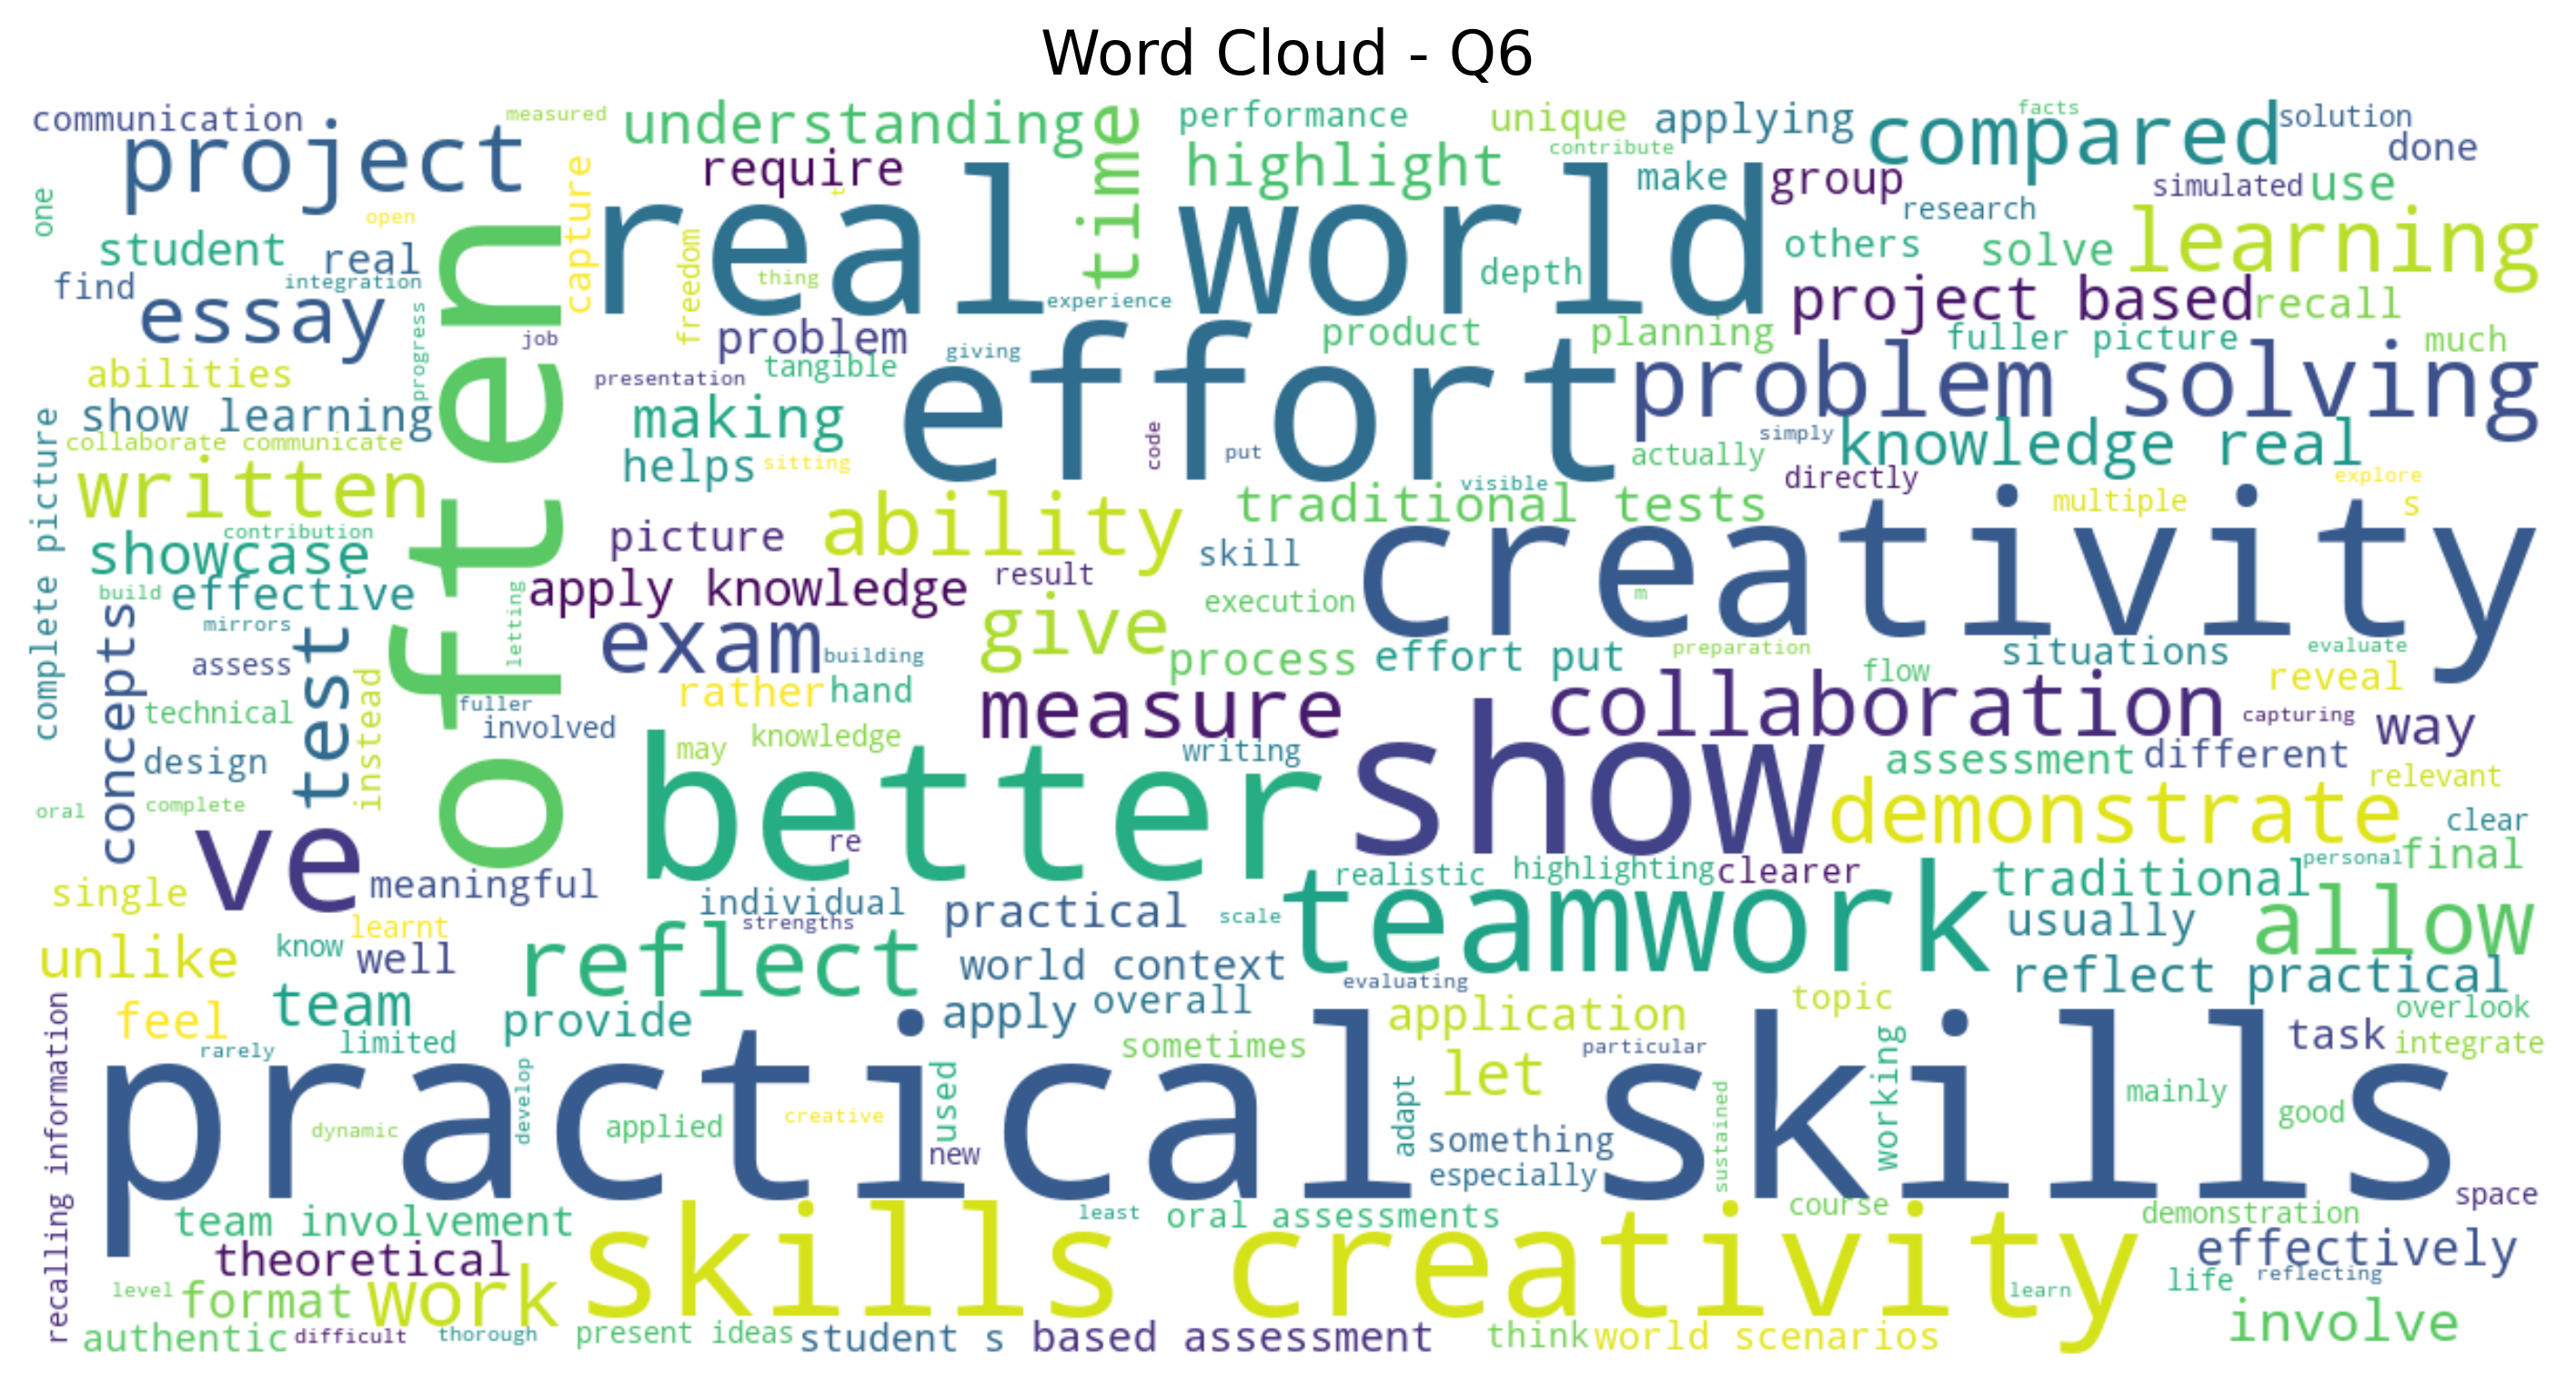 Word Cloud - Q6
communication
measured
understanding
time
performance
unique
applying
compared
facts
solution
done
project
require
highlight
contribute
make
group
simulated
use
one
open
capture
t
real world
research
student
real
freedom
thing
others
solve
learning
find
integration
depth
essay
progress
often
experience
project based
recall
job
problem
product
planning
fuller picture
much
abilities
presentation
tangible
giving
effort
problem solving
show learning
making
collaborate communicate
helps
sitting
code
put
actually
simply
knowledge real
complete picture
written
visible
directly
explore
ability
traditional tests
creativity
multiple
s
contribution
showcase
picture
skill
build
effective
letting
apply knowledge
result
execution
m
mirrors
concepts
test
exam
give
assess
building
process
effort put
preparation
situations
evaluate
instead
rather
hand
flow
reveal
technical
fuller
involved
measure
collaboration
capturing
way
design
may
knowledge
writing
show
assessment
different
relevant
oral
complete
better
demonstrate
clear
ve
re
realistic
highlighting
clearer
personal
final
single
meaningful
individual
strengths
practical
scale
teamwork
traditional
usually
allow
learnt
unlike
know
well
reflect
world context
evaluating
reflect practical
feel
team
provide
apply
overall
application
topic
overlook
recalling information
rarely
limited
sometimes
let
particular
working
task
integrate
practical skills
develop
used
adapt
mainly
dynamic
applied
creative
something
good
new
especially
sustained
space
team involvement
least
oral assessments
course
demonstration
theoretical
skills creativity
effectively
level
format
work
learn
life
reflecting
authentic
difficult
thorough
present ideas
student s
based assessment
think
world scenarios
involve